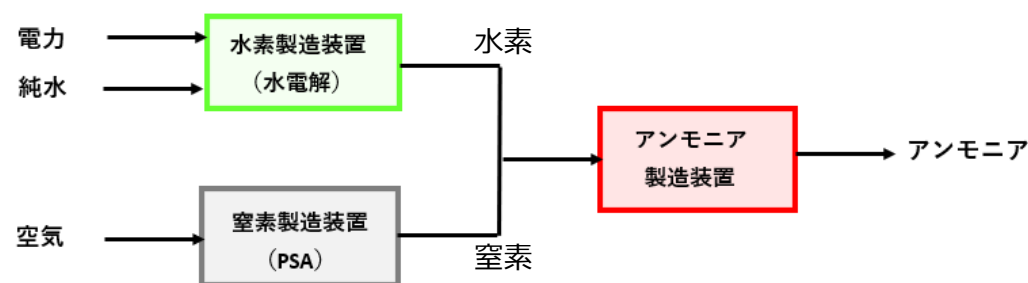 電力
純水
水素製造装置
（水電解）
水素
空気
窒素製造装置
（PSA）
窒素
アンモニア
製造装置
アンモニア